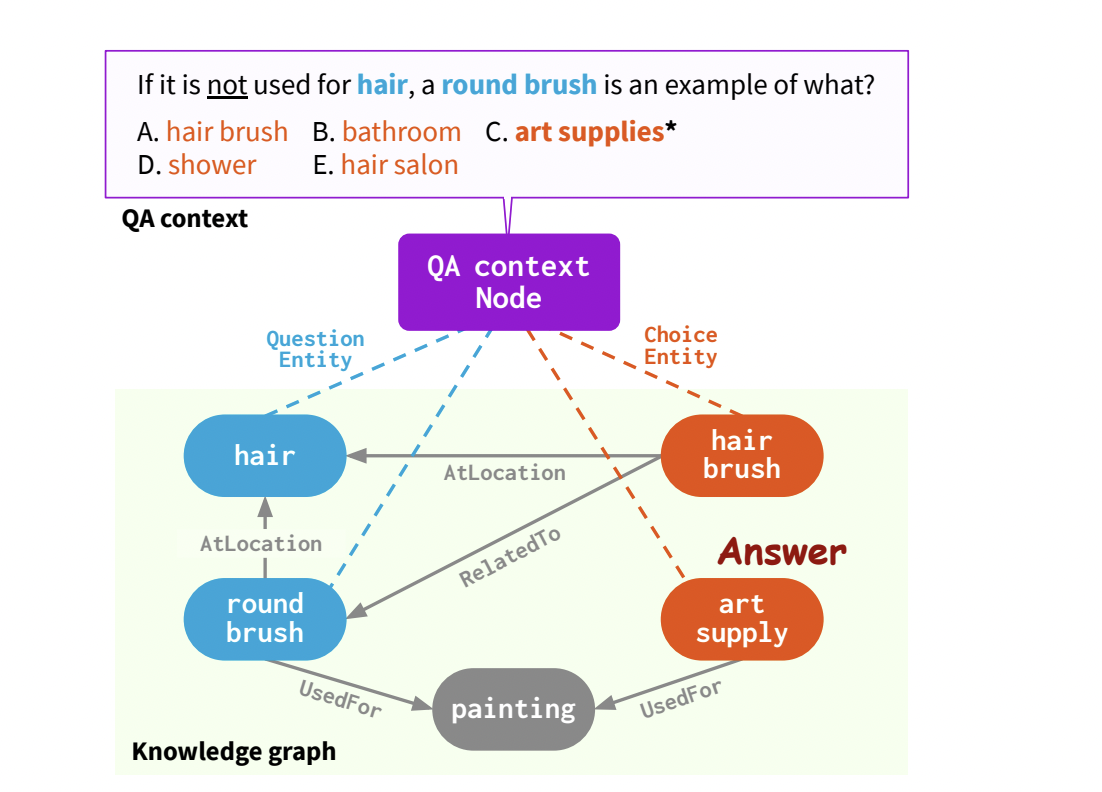 If it is not used for hair, a round brush is an example of what?
A. hair brush B. bathroom C. art supplies*
D. shower E. hair salon
QA context
QA context
Node
Question
Entity
Choice
Entity
hair
hair
brush
AtLocation
AtLocation
RelatedTo
Answer
round
brush
art
supply
UsedFor
painting
UsedFor
Knowledge graph